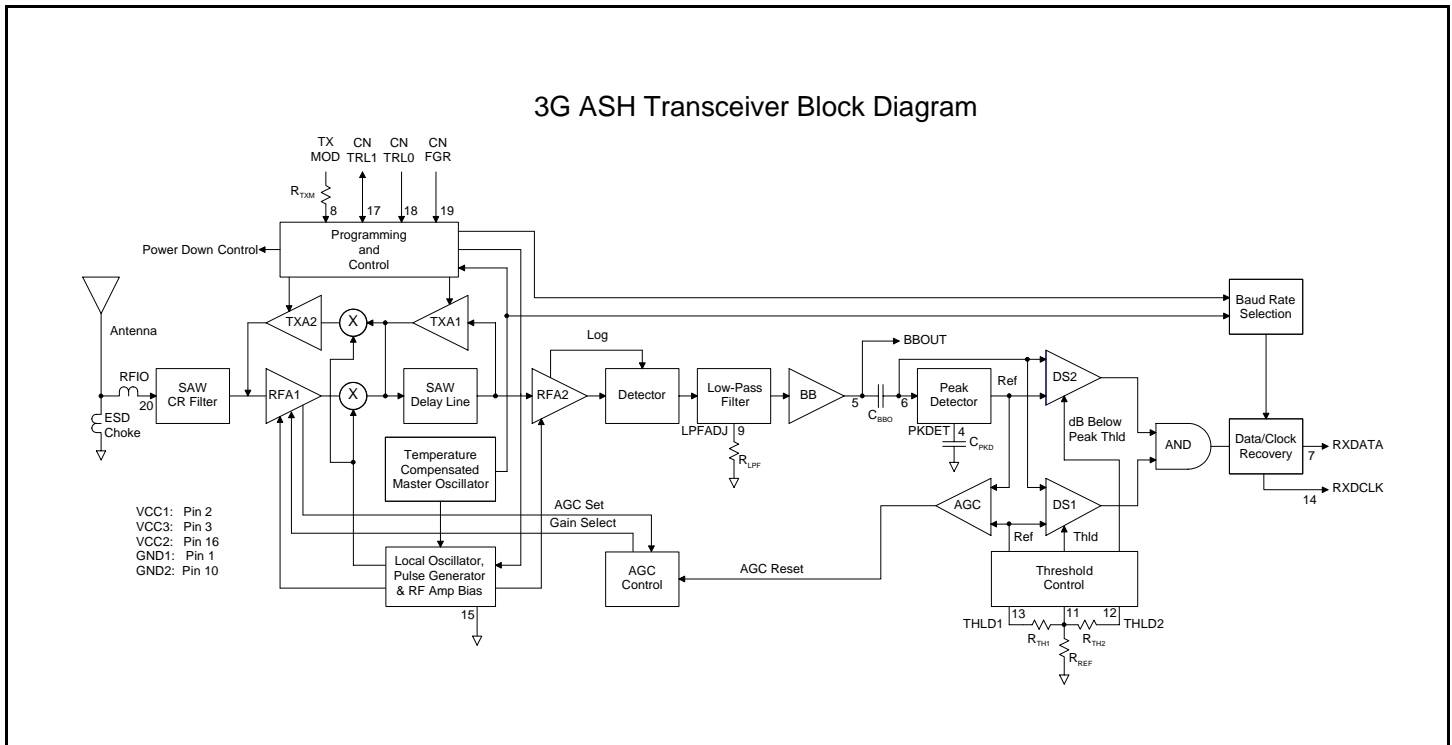 3G ASH Transceiver Block Diagram
TX
MOD
CN
TRL1
CN
TRL0
CN
FGR
RTXM
8
17
18
19
Programming
and
Control
Power Down Control
Antenna
RFIO
20
ESD
Choke
SAW
CR Filter
TXA2
X
TXA1
RFA1
X
SAW
Delay Line
RFA2
Log
Detector
Low-Pass
Filter
LPFADJ
9
RLPF
BB
5
BBOUT
CBBO
6
Peak
Detector
PKDET
4
CPKD
Ref
DS2
dB Below
Peak Thld
AND
Baud Rate
Selection
Data/Clock
Recovery
7
RXDATA
14
RXDCLK
Temperature
Compensated
Master Oscillator
AGC
DS1
Ref
Thld
VCC1: Pin 2
VCC3: Pin 3
VCC2: Pin 16
GND1: Pin 1
GND2: Pin 10
AGC Set
Gain Select
Local Oscillator,
Pulse Generator
& RF Amp Bias
15
AGC
Control
AGC Reset
Threshold
Control
13
11
12
THLD1
THLD2
RTH1
RTH2
RREF